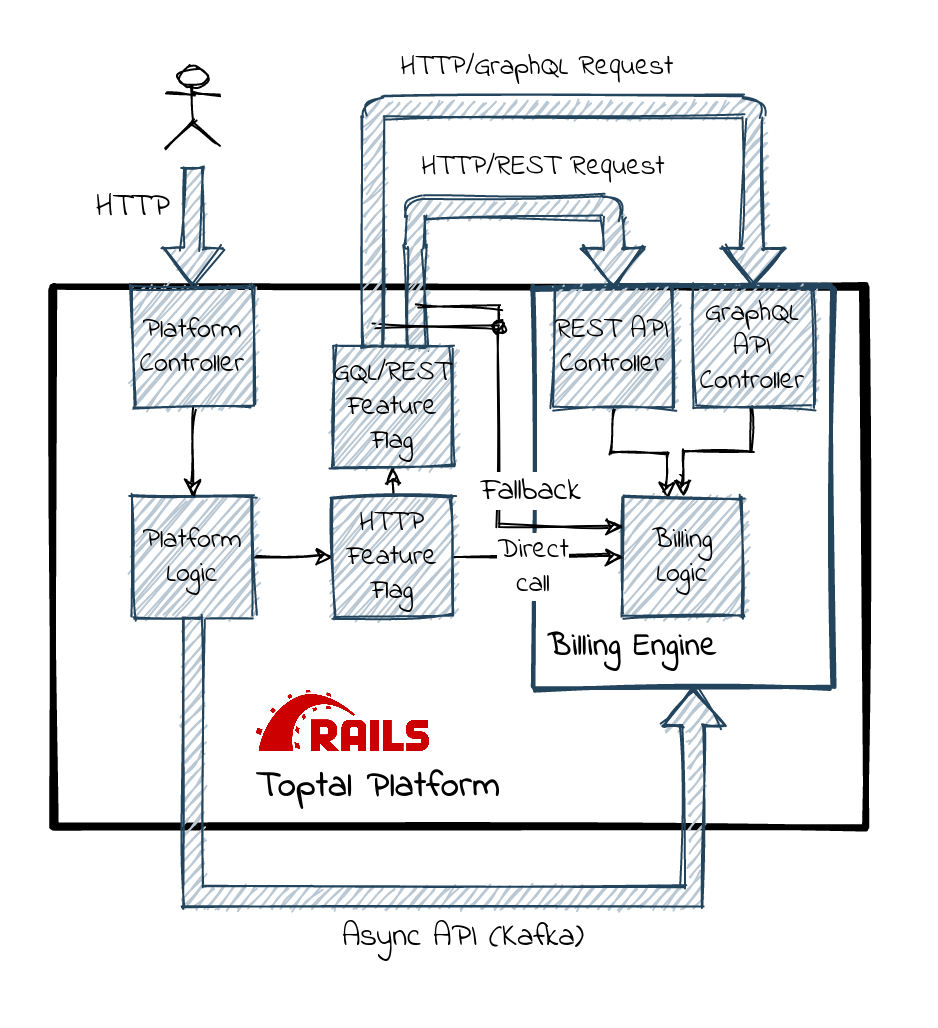 HTTP/GraphQL Request
HTTP/REST Request
HTTP
Platform
Controller
GQL/REST
Feature
Flag
REST API
Controller
GraphQL
API
Controller
Fallback
Platform
Logic
HTTP
Feature
Flag
Direct
call
Billing
Logic
Billing Engine
RAILS
Toptal Platform
Async API (Kafka)